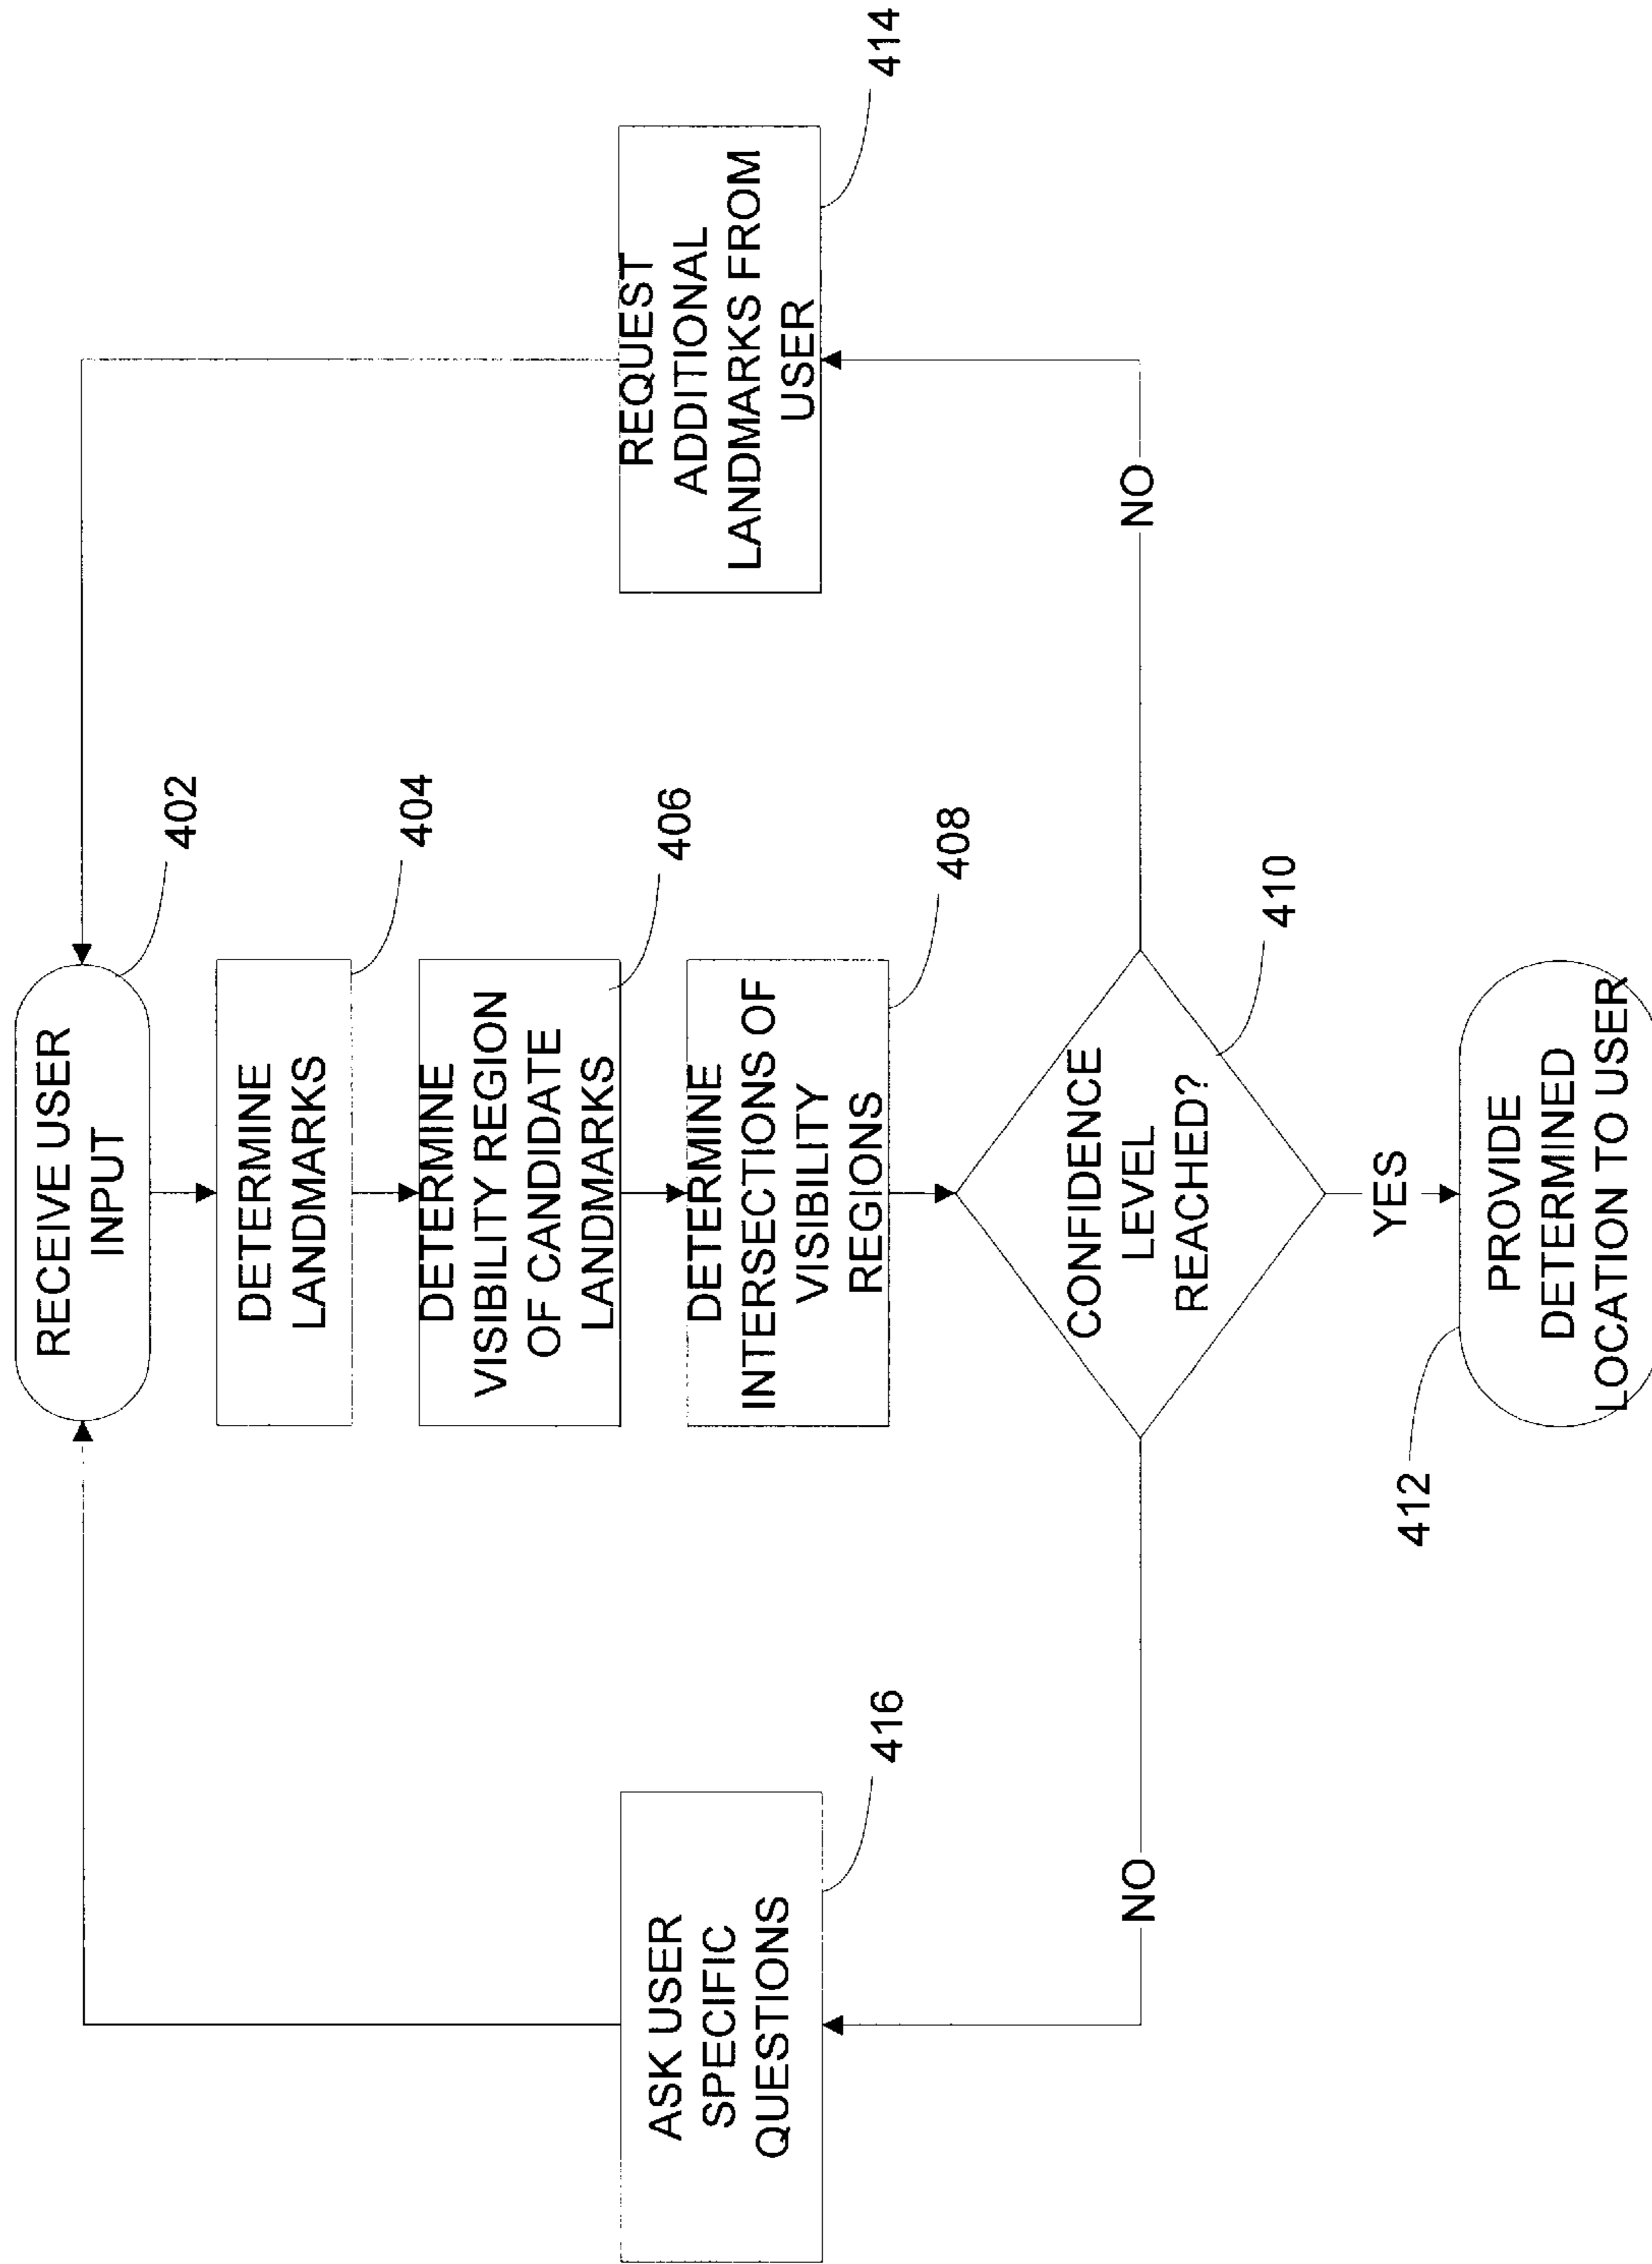 RECEIVE USER
INPUT
402
DETERMINE
LANDMARKS
404
DETERMINE
VISIBILITY REGION
OF CANDIDATE
LANDMARKS
406
DETERMINE
INTERSECTIONS OF
VISIBILITY
REGIONS
408
CONFIDENCE
LEVEL
REACHED?
410
YES
PROVIDE
DETERMINED
LOCATION TO USER
412
NO
REQUEST
ADDITIONAL
LANDMARKS FROM
USER
414
NO
ASK USER
SPECIFIC
QUESTIONS
416